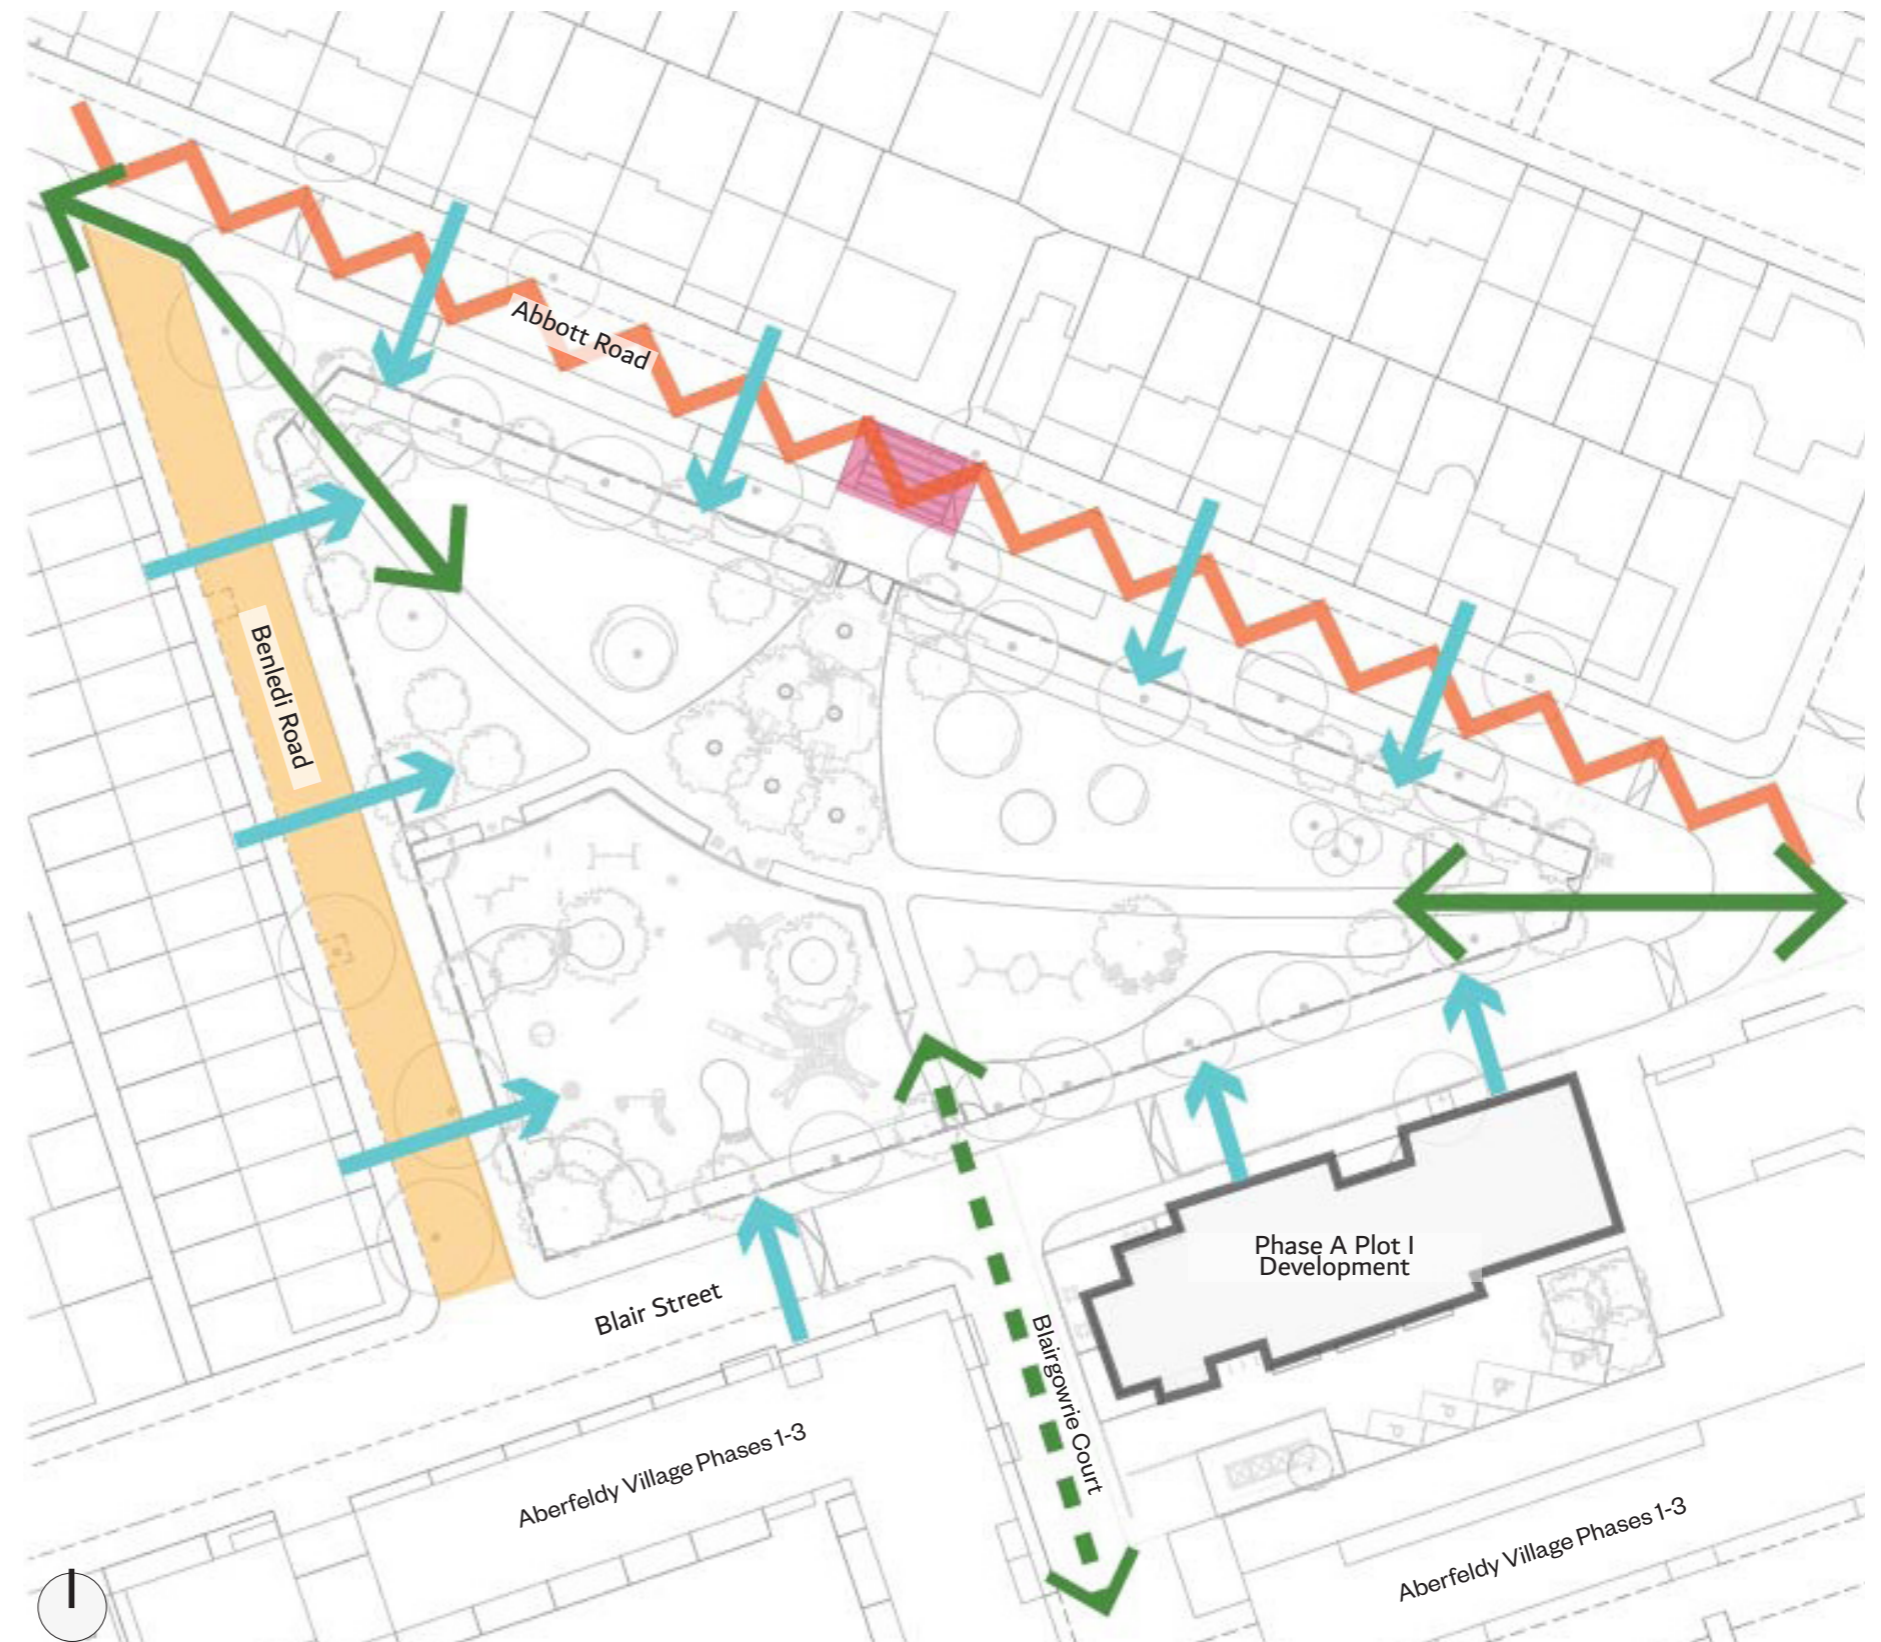 Abbott Road
Benledi Road
Phase A Plot I
Development
Blair Street
Blairgowrie Court
Aberfeldy Village Phases 1-3
Aberfeldy Village Phases 1-3
P
P
P